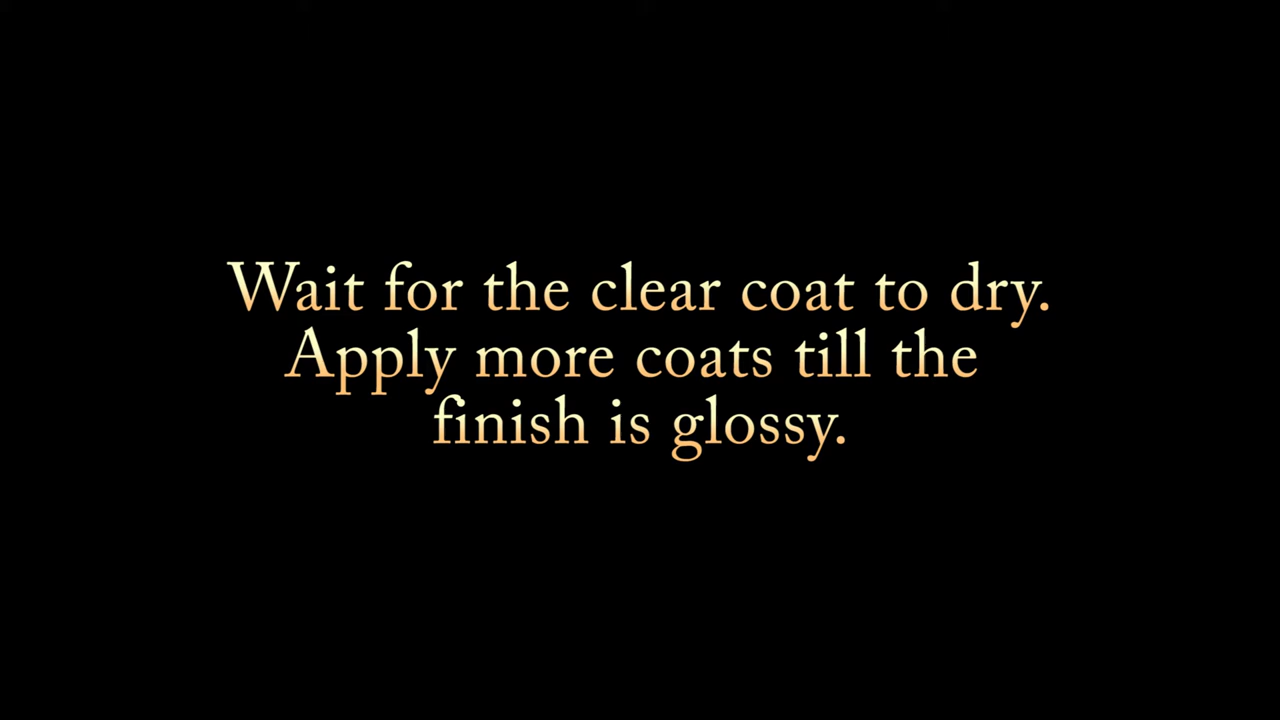 Wait for the clear coat to dry.
Apply more coats till the
finish is glossy.